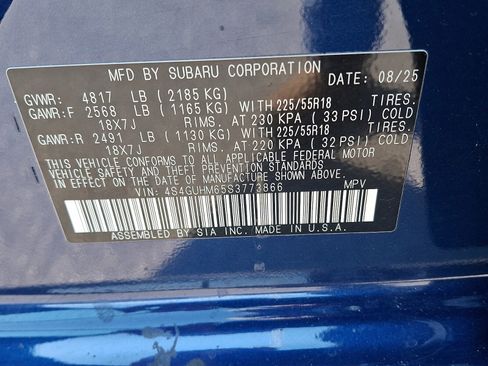 MFD BY SUBARU CORPORATION DATE: 08/25
GVWR: 4817 LB (2185 KG)
GAWR:F 2568 LB (1165 KG) WITH 225/55R18 TIRES.
18X7J RIMS. AT 230 KPA (33 PSI) COLD
GAWR:R 2491 LB (1130 KG) WITH 225/55R18 TIRES.
18X7J RIMS. AT 220 KPA (32 PSI) COLD
THIS VEHICLE CONFORMS TO ALL APPLICABLE FEDERAL MOTOR
VEHICLE SAFETY, BUMPER, AND THEFT PREVENTION STANDARDS
IN EFFECT ON THE DATE OF MANUFACTURE SHOWN ABOVE.
VIN: 4S4GUHM65S3773866 MPV
ASSEMBLED BY SIA INC. MADE IN U.S.A.